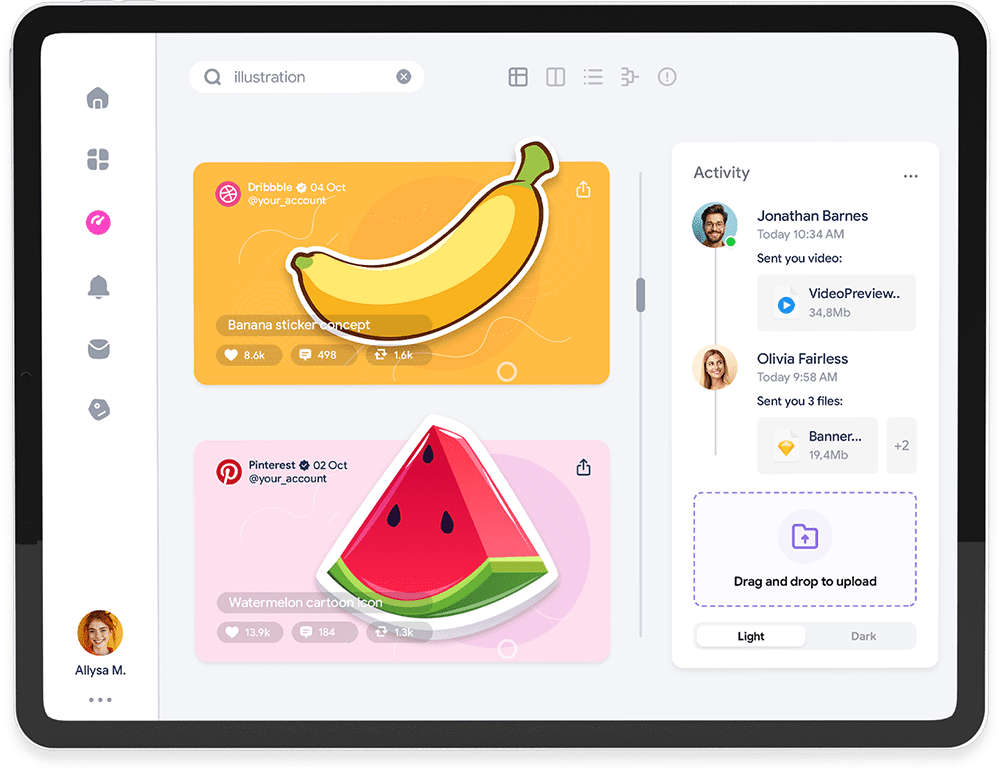 illustration
Dribbble 04 Oct
@your_account
Banana sticker concept
8.6k 498 1,6k
Pinterest 02 Oct
@your_account
Watermelon cartoon icon
13.9k 184 1.3k
Activity
Jonathan Barnes
Today 10:34 AM
Sent you video:
VideoPreview..
34,8Mb
Olivia Fairless
Today 9:58 AM
Sent you 3 files:
Banner...
19,4Mb
+2
Drag and drop to upload
Light Dark
Allysa M.